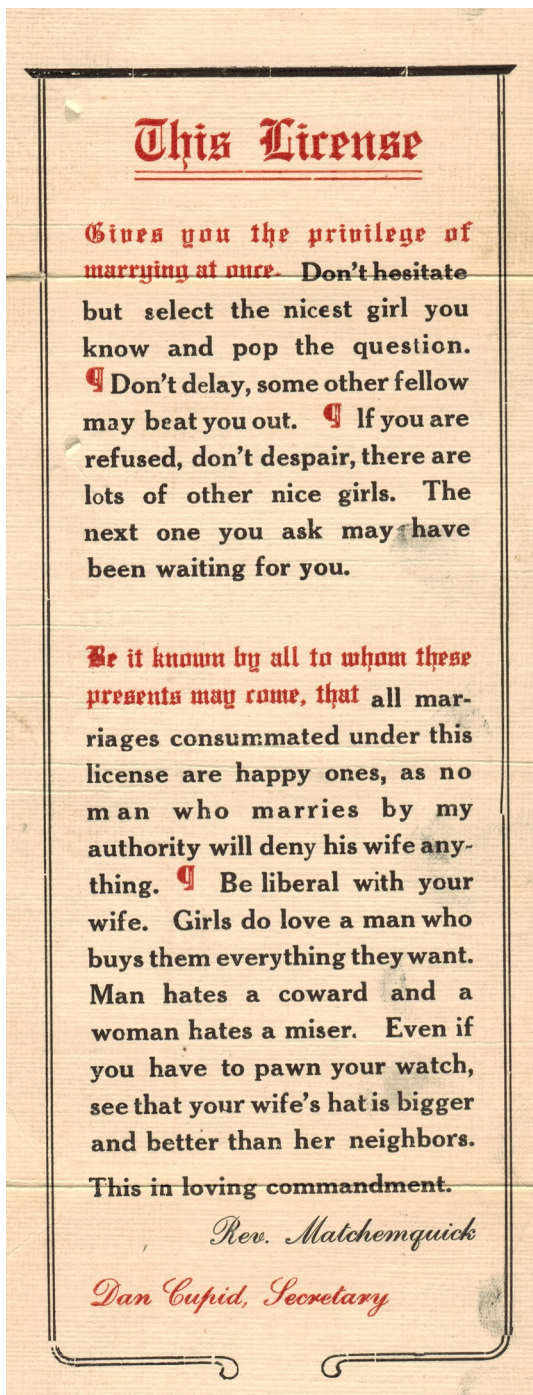 This License
Gives you the privilege of
marrying at once. Don't hesitate
but select the nicest girl you
know and pop the question.
¶ Don't delay, some other fellow
may beat you out. ¶ If you are
refused, don't despair, there are
lots of other nice girls. The
next one you ask may have
been waiting for you.
Be it known by all to whom these
presents may come, that all mar-
riages consummated under this
license are happy ones, as no
man who marries by my
authority will deny his wife any-
thing. ¶ Be liberal with your
wife. Girls do love a man who
buys them everything they want.
Man hates a coward and a
woman hates a miser. Even if
you have to pawn your watch,
see that your wife's hat is bigger
and better than her neighbors.
This in loving commandment.
Rev. Matchemquick
Dan Cupid, Secretary